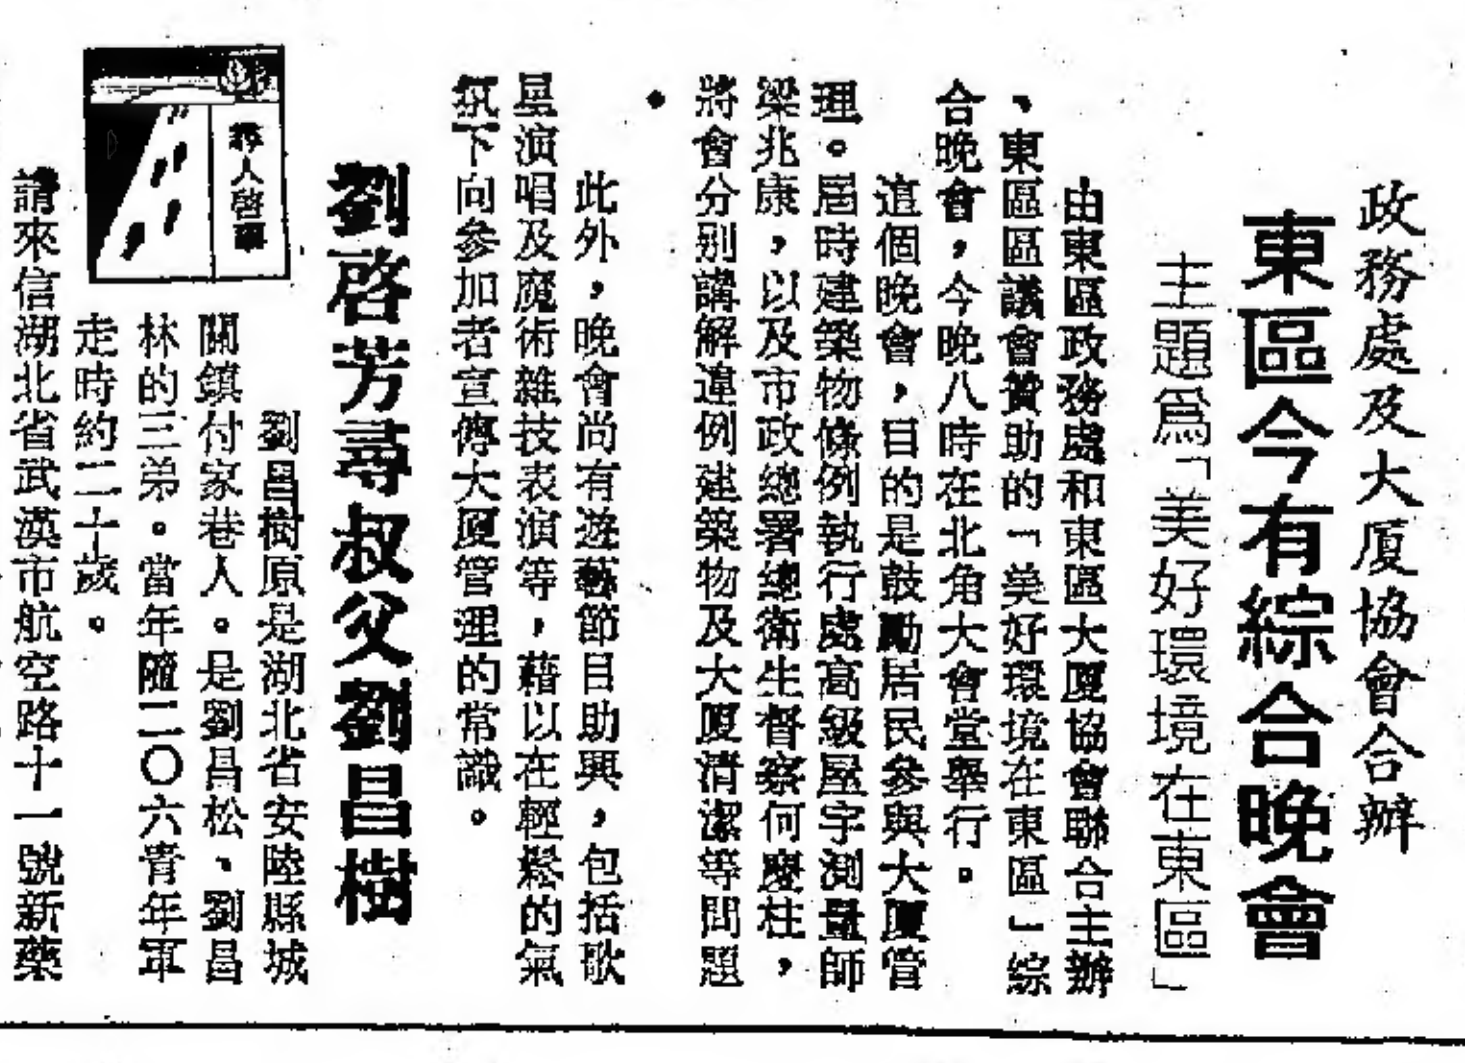 政務處及大厦協會合辦
東區今有綜合晚會
主題爲「美好環境在東區」
由東區政務處和東區大厦協會聯合主辦
、東區區議會贊助的「美好環境在東區」綜
合晚會，今晚八時在北角大會堂舉行。
這個晚會，目的是鼓勵居民參與大厦管
理。屆時建築物條例執行處高級屋宇測量師
梁兆康，以及市政總署總衛生督察何慶柱，
將會分别講解違例建築物及大厦清潔等問題
。
此外，晚會尚有遊藝節目助興，包括歌
星演唱及魔術雜技表演等，藉以在輕鬆的氣
氛下向參加者宣傳大厦管理的常識。
劉啓芳尋叔父劉昌樹
尋人啓事
劉昌樹原是湖北省安陸縣城
關鎮付家巷人。是劉昌松、劉昌
林的三弟。當年隨二〇六青年軍
走時約二十歲。
請來信湖北省武漢市航空路十一號新藥